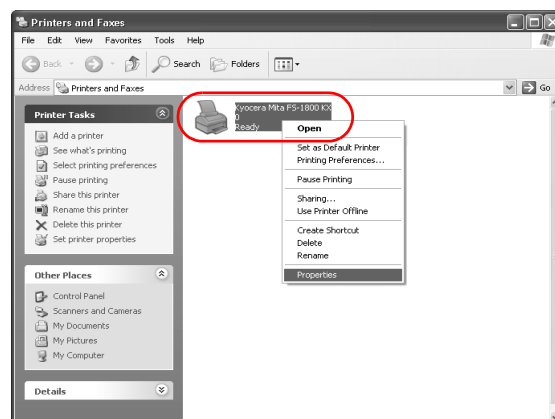 Printers and Faxes
File Edit View Favorites Tools Help
Back Search Folders
Address Printers and Faxes Go
Printer Tasks
Add a printer
See what's printing
Select printing preferences
Pause printing
Share this printer
Rename this printer
Delete this printer
Set printer properties
Other Places
Control Panel
Scanners and Cameras
My Documents
My Pictures
My Computer
Details
Kyocera Mita FS-1800 KX
0
Ready
Open
Set as Default Printer
Printing Preferences...
Pause Printing
Sharing...
Use Printer Offline
Create Shortcut
Delete
Rename
Properties